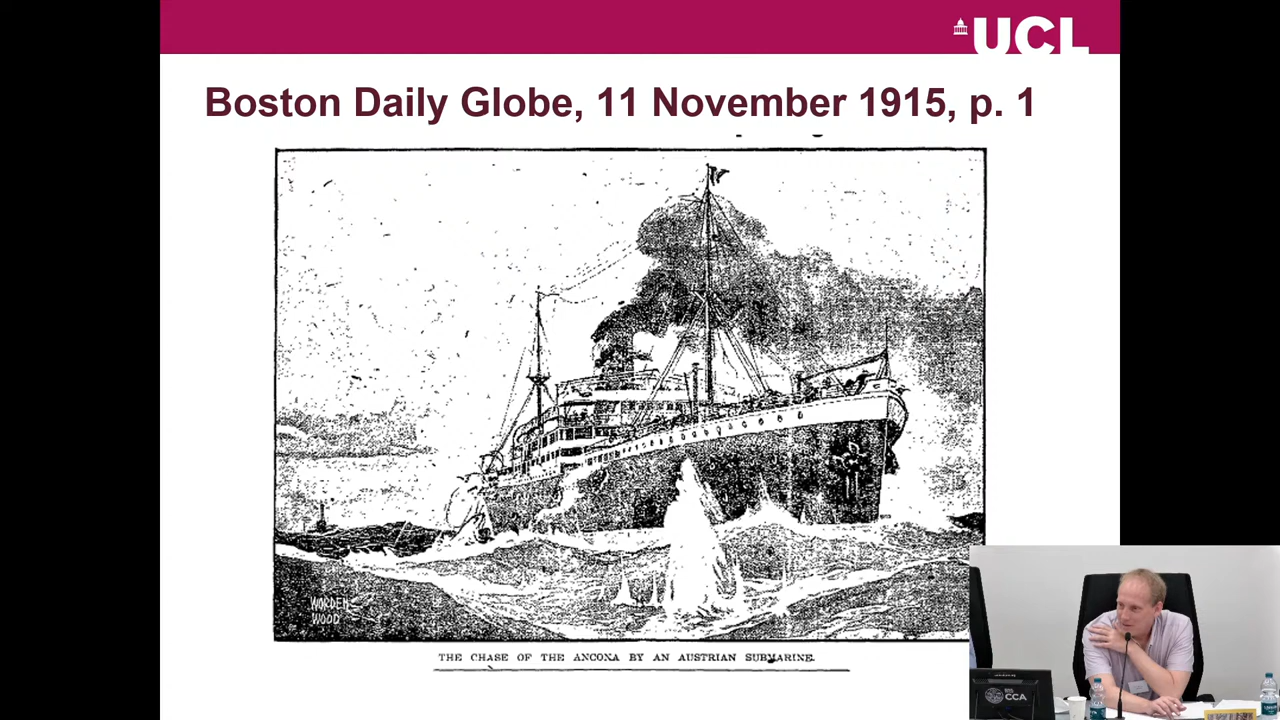 UCL
Boston Daily Globe, 11 November 1915, p. 1
WORDEN
WOOD
THE CHASE OF THE ANCONA BY AN AUSTRIAN SUBMARINE.
CCA